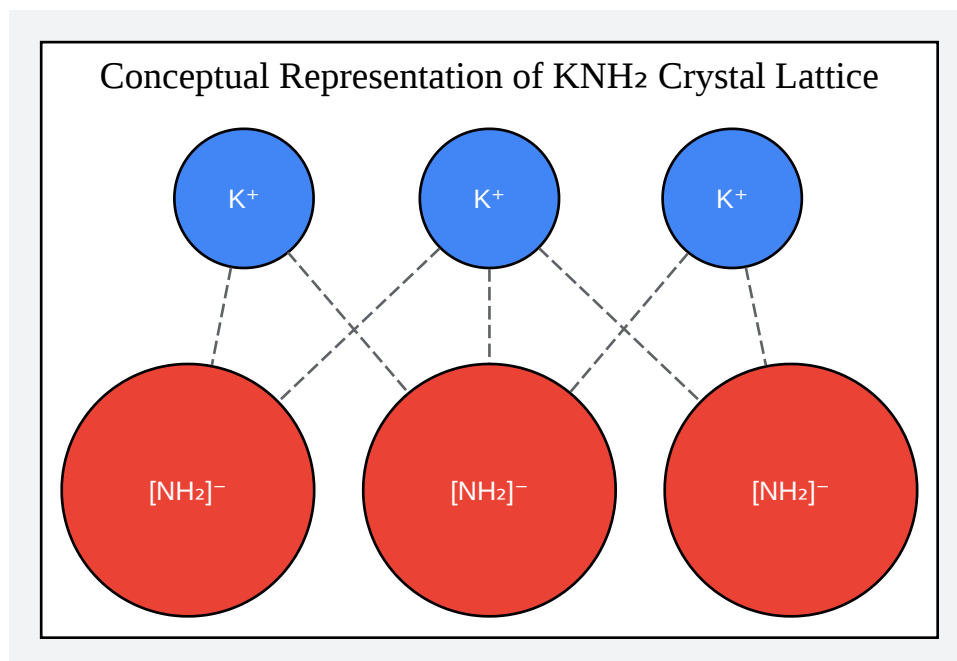 Conceptual Representation of KNH₂ Crystal Lattice
K⁺ K⁺ K⁺
[NH₂]⁻ [NH₂]⁻ [NH₂]⁻